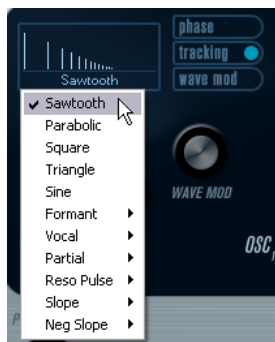 phase
tracking
wave mod
Sawtooth
Sawtooth
Parabolic
Square
Triangle
Sine
Formant
Vocal
Partial
Reso Pulse
Slope
Neg Slope
WAVE MOD
OSC
P